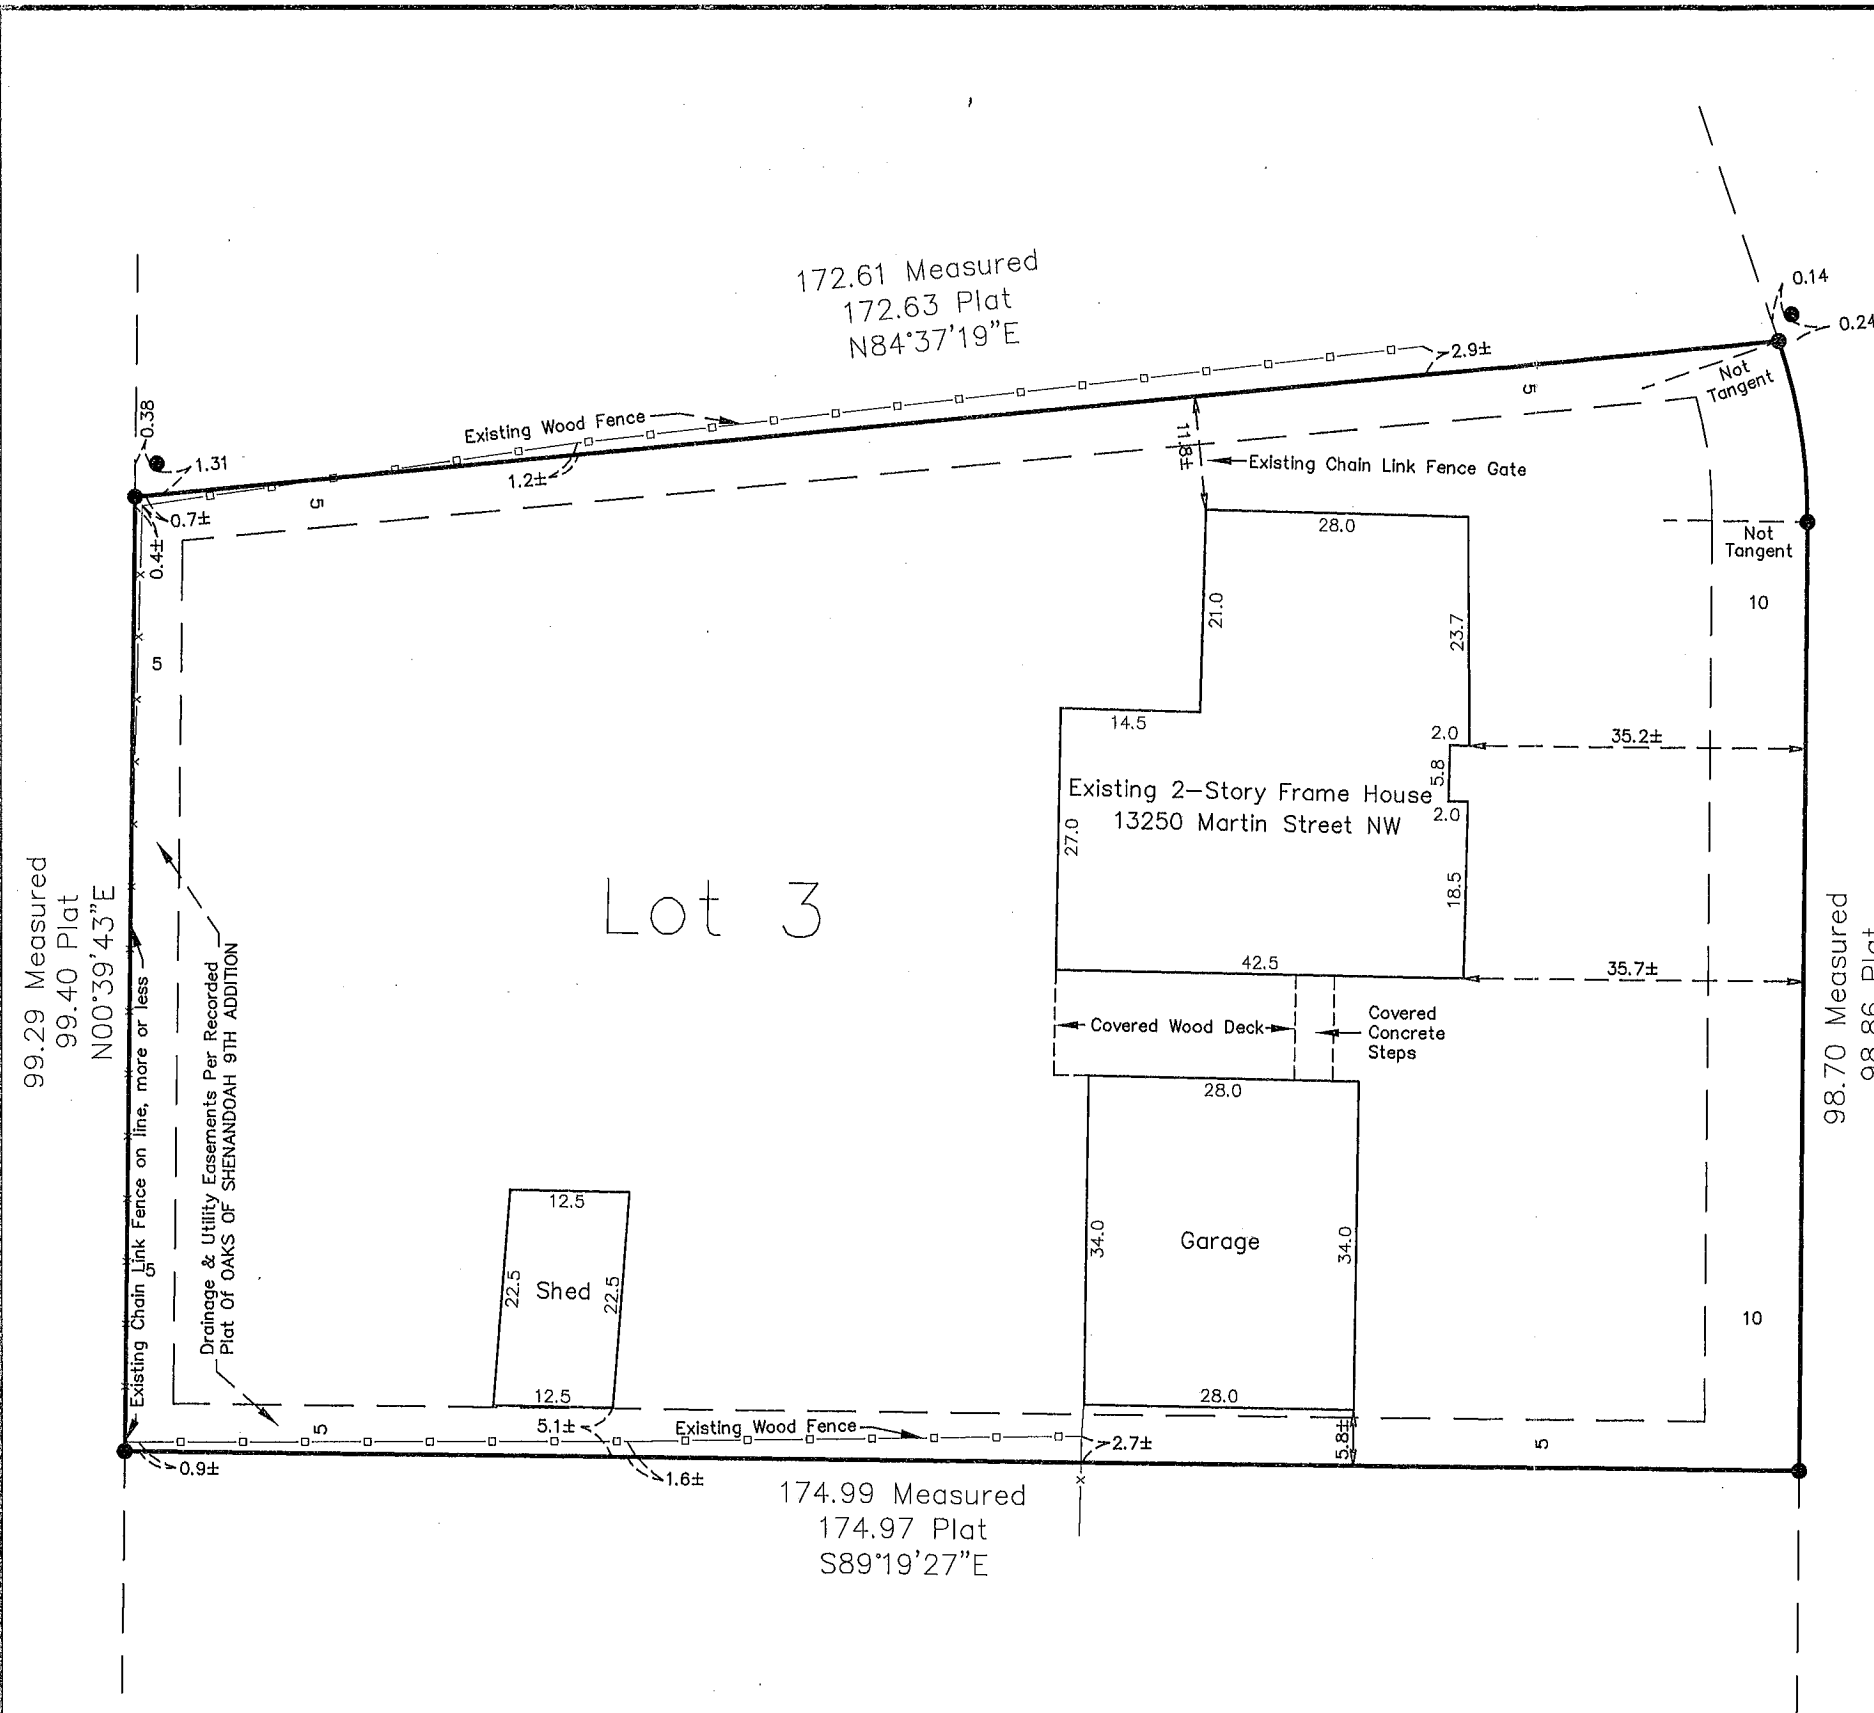 172.61 Measured
172.63 Plat
N84°37'19"E
0.14
0.24
Not
Tangent
2.9±
5
Existing Wood Fence
0.38
1.31
1.2±
5
0.7±
0.4±
11.8±
Existing Chain Link Fence Gate
28.0
Not
Tangent
10
21.0
23.7
5
14.5
2.0
35.2±
5.8
Existing 2-Story Frame House
13250 Martin Street NW
2.0
27.0
18.5
Lot 3
99.29 Measured
99.40 Plat
N00°39'43"E
Existing Chain Link Fence on line, more or less
Drainage & Utility Easements Per Recorded
Plat Of OAKS OF SHENANDOAH 9TH ADDITION
42.5
35.7±
98.70 Measured
98.86 Plat
Covered Wood Deck
Covered
Concrete
Steps
28.0
12.5
34.0
Garage
34.0
22.5
Shed
22.5
5
10
12.5
28.0
5
5.1±
Existing Wood Fence
2.7±
5.8±
5
0.9±
1.6±
174.99 Measured
174.97 Plat
S89°19'27"E